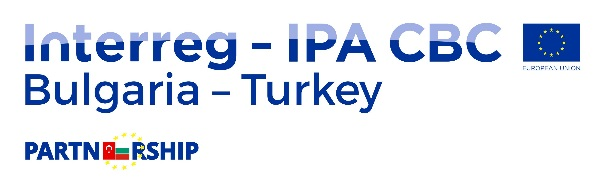 Interreg - IPA CBC
EUROPEAN UNION
Bulgaria – Turkey
PARTNERSHIP